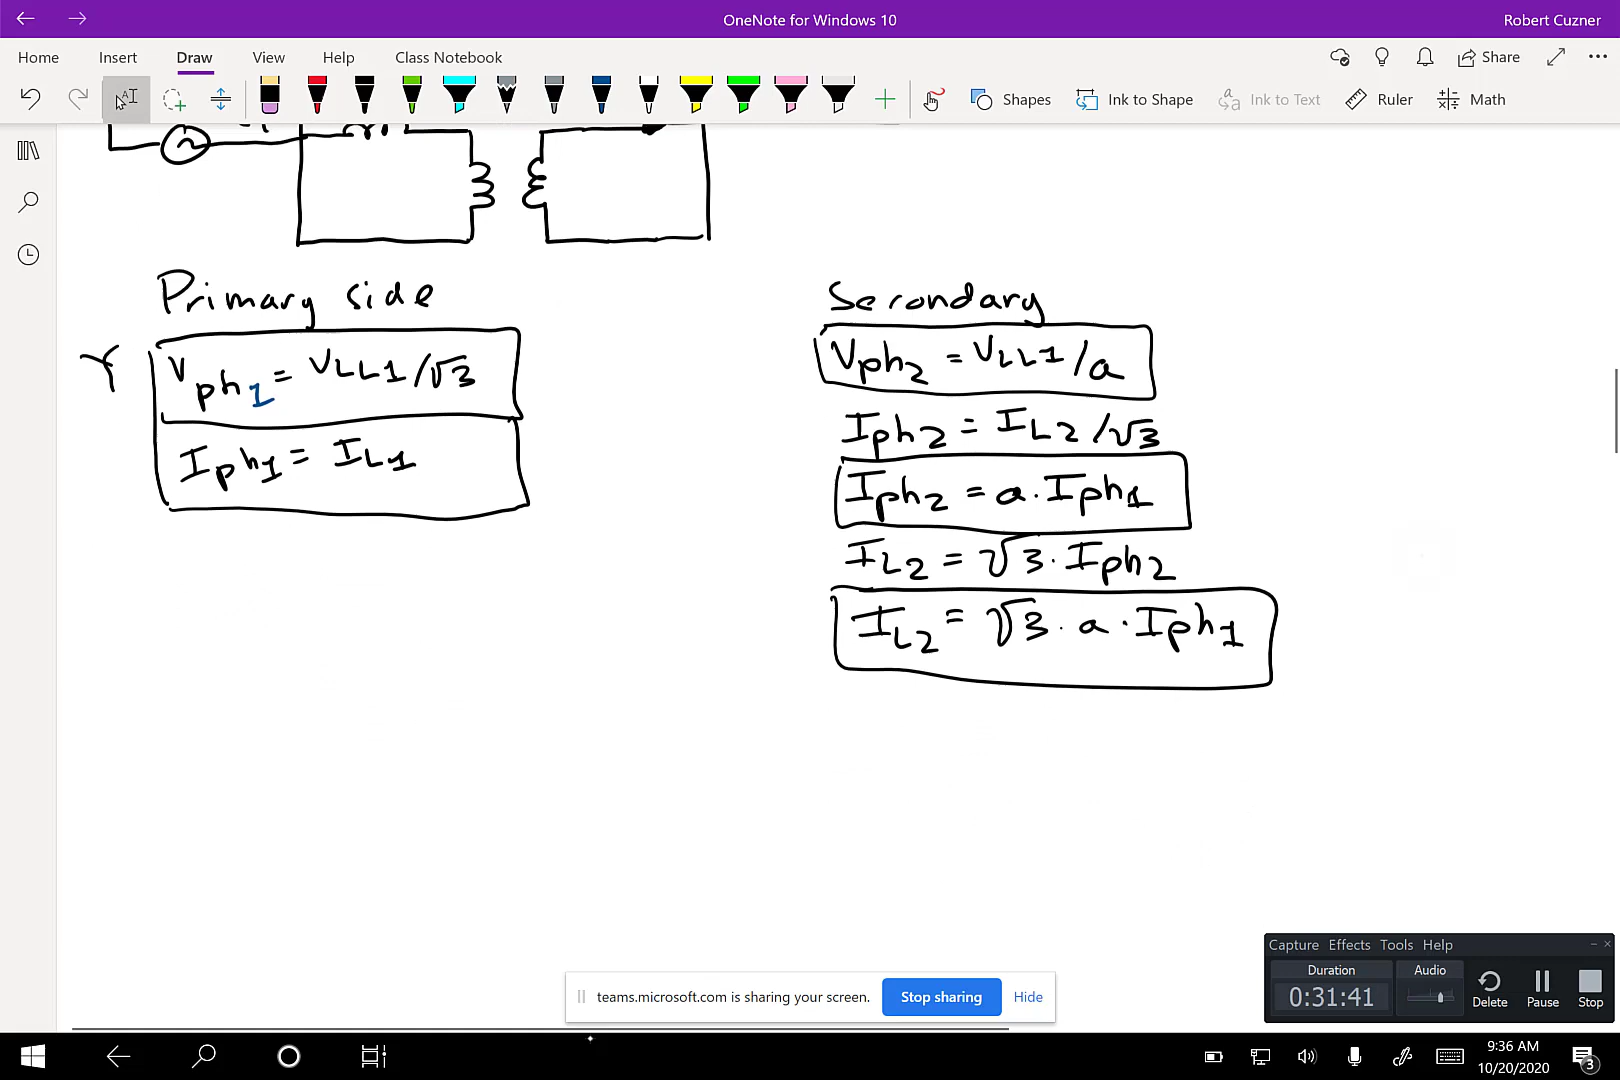 OneNote for Windows 10
Robert Cuzner
Home Insert Draw View Help Class Notebook
Share
Shapes Ink to Shape Ink to Text Ruler Math
Primary side
Y
Vph1 = VLL1/√3
Iph1 = IL1
Secondary
Vph2 = VLL1/a
Iph2 = IL2/√3
Iph2 = a·Iph1
IL2 = √3·Iph2
IL2 = √3·a·Iph1
Capture Effects Tools Help
Duration Audio
0:31:41
Delete Pause Stop
teams.microsoft.com is sharing your screen. Stop sharing Hide
9:36 AM
10/20/2020
3